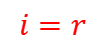 i = r